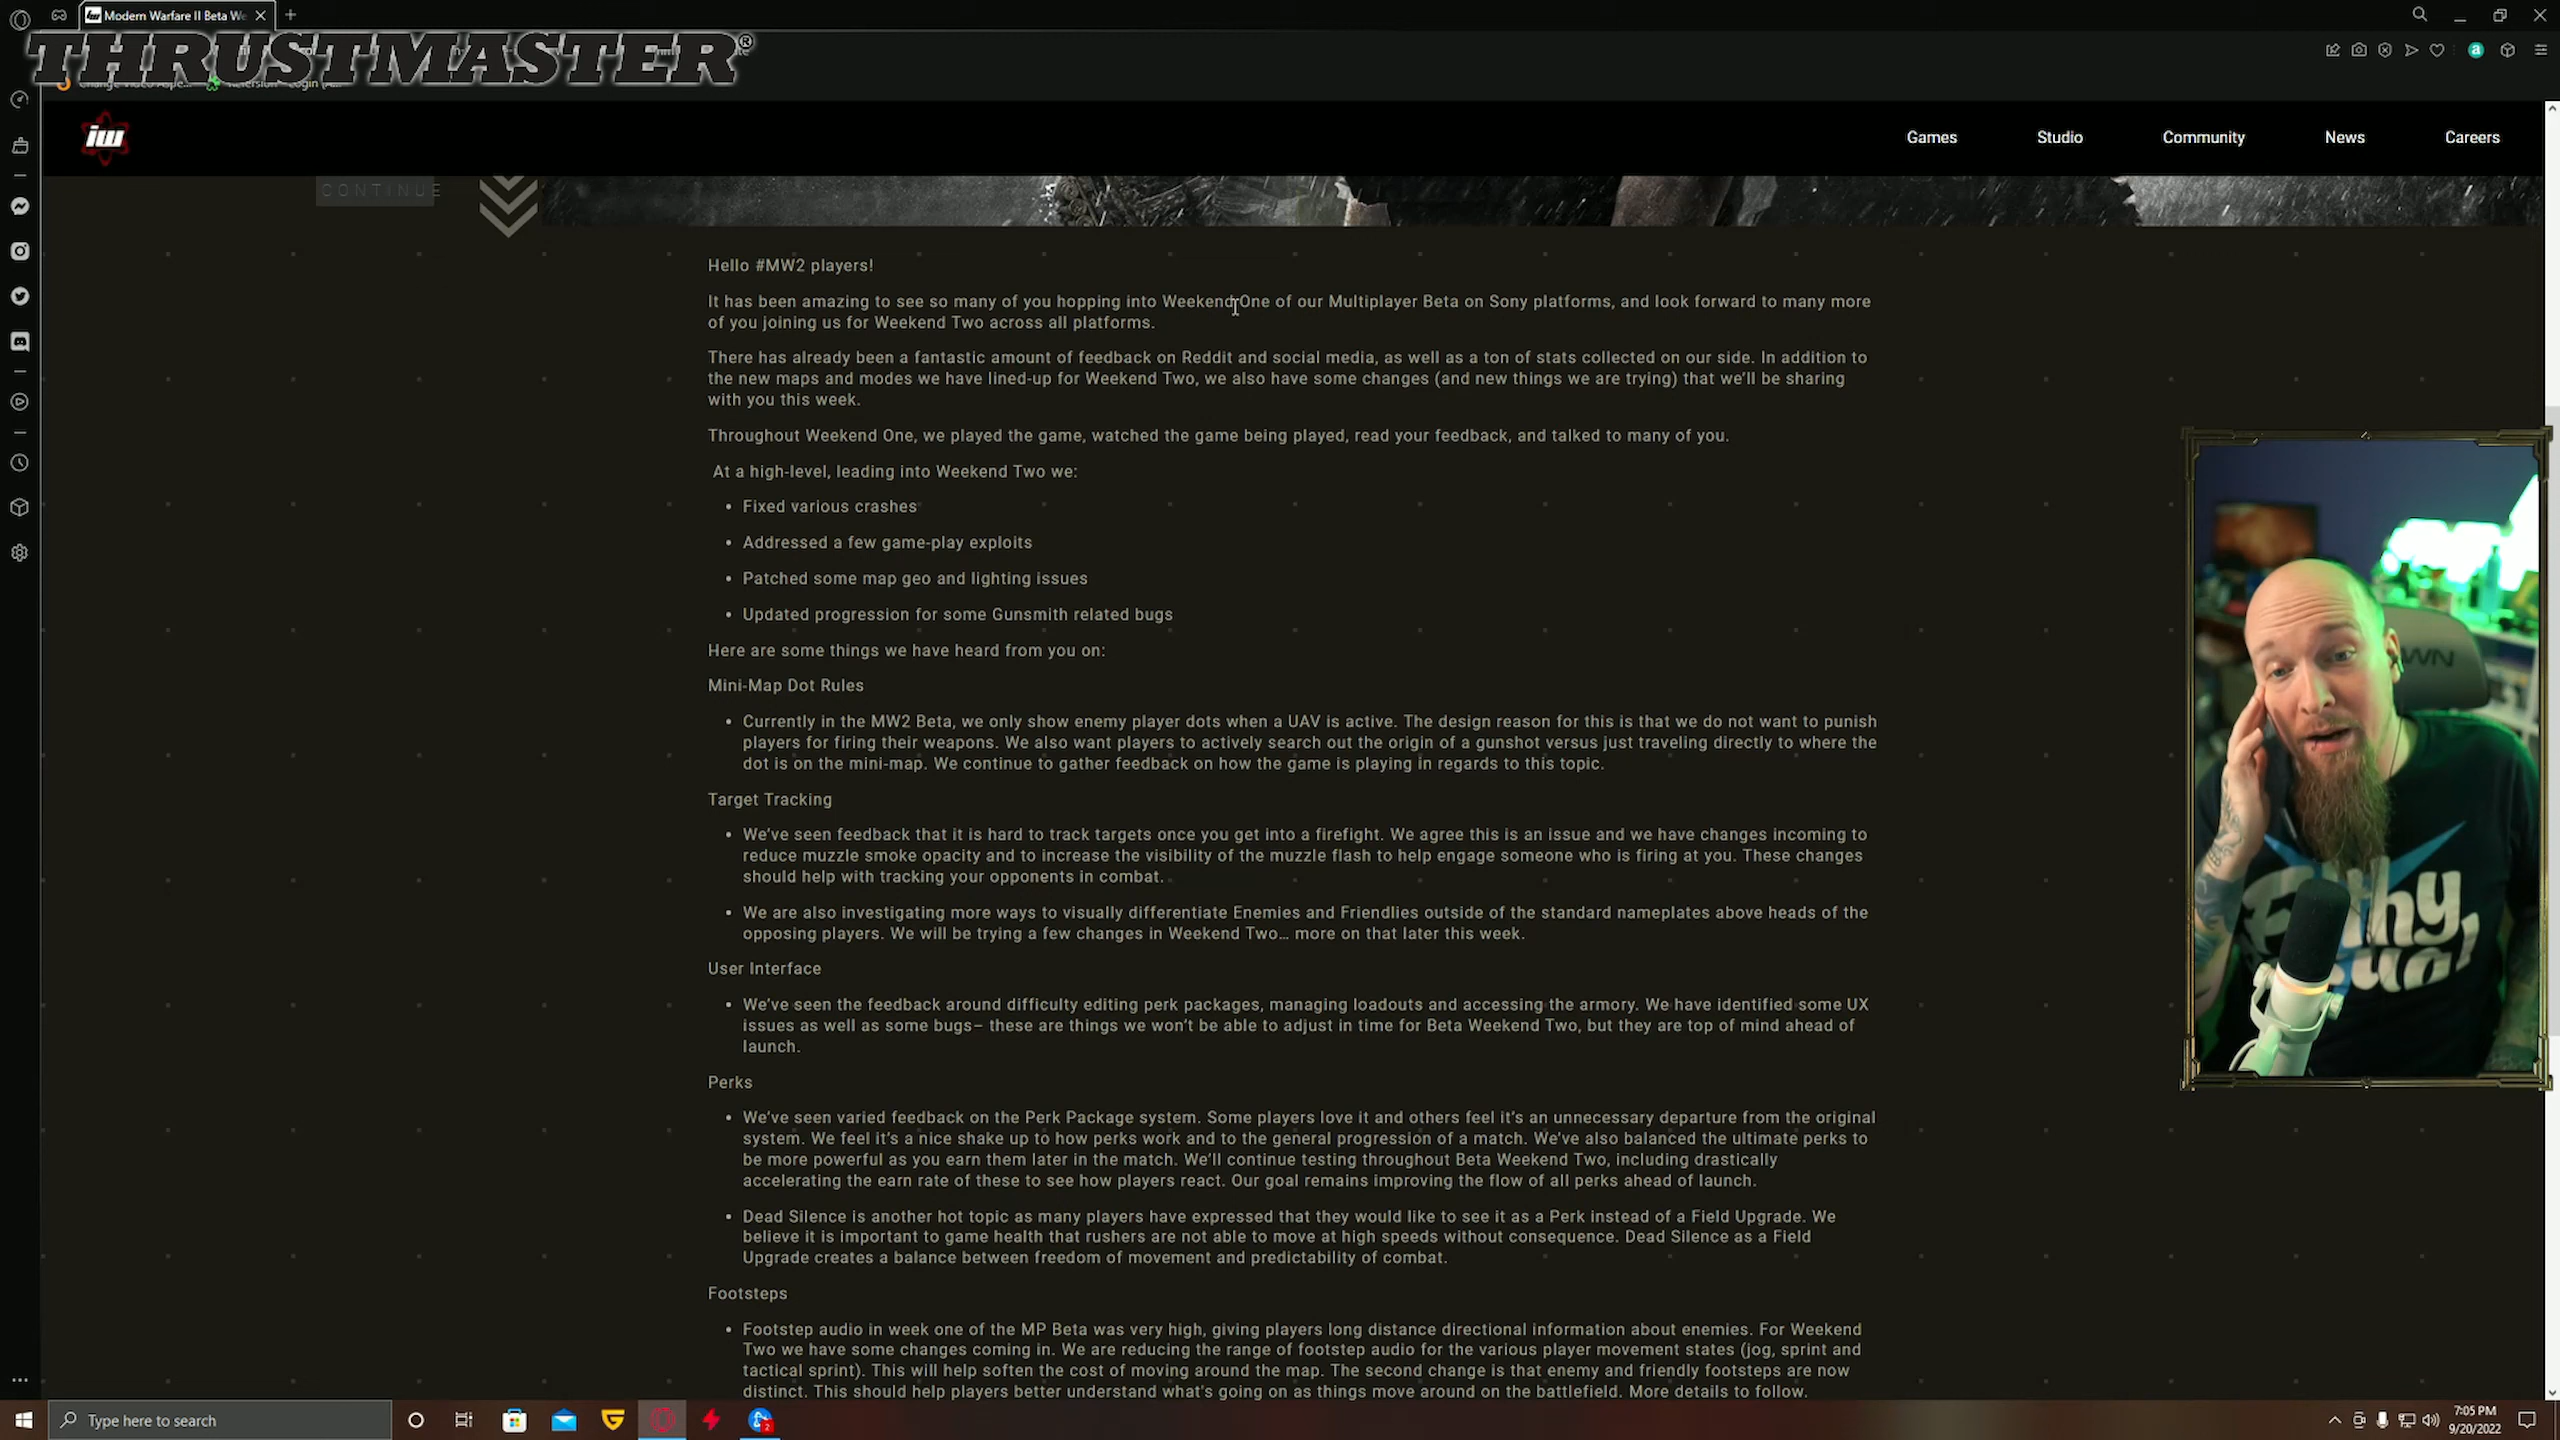 Modern Warfare II Beta We
THRUSTMASTER®
Change Video Aspe...
Login (A...
iw
Games
Studio
Community
News
Careers
CONTINUE
Hello #MW2 players!
It has been amazing to see so many of you hopping into Weekend One of our Multiplayer Beta on Sony platforms, and look forward to many more
of you joining us for Weekend Two across all platforms.
There has already been a fantastic amount of feedback on Reddit and social media, as well as a ton of stats collected on our side. In addition to
the new maps and modes we have lined-up for Weekend Two, we also have some changes (and new things we are trying) that we'll be sharing
with you this week.
Throughout Weekend One, we played the game, watched the game being played, read your feedback, and talked to many of you.
At a high-level, leading into Weekend Two we:
• Fixed various crashes
• Addressed a few game-play exploits
• Patched some map geo and lighting issues
• Updated progression for some Gunsmith related bugs
Here are some things we have heard from you on:
Mini-Map Dot Rules
• Currently in the MW2 Beta, we only show enemy player dots when a UAV is active. The design reason for this is that we do not want to punish
players for firing their weapons. We also want players to actively search out the origin of a gunshot versus just traveling directly to where the
dot is on the mini-map. We continue to gather feedback on how the game is playing in regards to this topic.
Target Tracking
• We've seen feedback that it is hard to track targets once you get into a firefight. We agree this is an issue and we have changes incoming to
reduce muzzle smoke opacity and to increase the visibility of the muzzle flash to help engage someone who is firing at you. These changes
should help with tracking your opponents in combat.
• We are also investigating more ways to visually differentiate Enemies and Friendlies outside of the standard nameplates above heads of the
opposing players. We will be trying a few changes in Weekend Two… more on that later this week.
User Interface
• We've seen the feedback around difficulty editing perk packages, managing loadouts and accessing the armory. We have identified some UX
issues as well as some bugs– these are things we won't be able to adjust in time for Beta Weekend Two, but they are top of mind ahead of
launch.
Perks
• We've seen varied feedback on the Perk Package system. Some players love it and others feel it's an unnecessary departure from the original
system. We feel it's a nice shake up to how perks work and to the general progression of a match. We've also balanced the ultimate perks to
be more powerful as you earn them later in the match. We'll continue testing throughout Beta Weekend Two, including drastically
accelerating the earn rate of these to see how players react. Our goal remains improving the flow of all perks ahead of launch.
• Dead Silence is another hot topic as many players have expressed that they would like to see it as a Perk instead of a Field Upgrade. We
believe it is important to game health that rushers are not able to move at high speeds without consequence. Dead Silence as a Field
Upgrade creates a balance between freedom of movement and predictability of combat.
Footsteps
• Footstep audio in week one of the MP Beta was very high, giving players long distance directional information about enemies. For Weekend
Two we have some changes coming in. We are reducing the range of footstep audio for the various player movement states (jog, sprint and
tactical sprint). This will help soften the cost of moving around the map. The second change is that enemy and friendly footsteps are now
distinct. This should help players better understand what's going on as things move around on the battlefield. More details to follow.
Type here to search
2
7:05 PM
9/20/2022